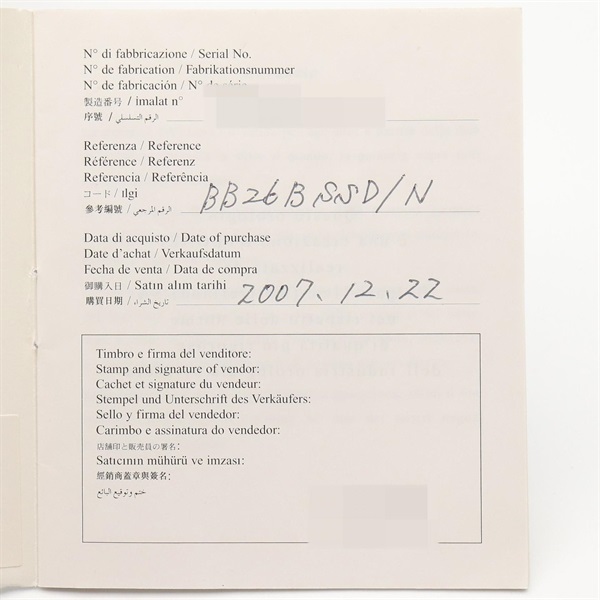 N° di fabbricazione / Serial No.
N° de fabrication / Fabrikationsnummer
N° de fabricación / N° de série
製造番号 / imalat n°
序號 / الرقم التسلسلي
Referenza / Reference
Référence / Referenz
Referencia / Referência
コード / ılgi
參考編號 / الرقم المرجعي
BB26BSSD/N
Data di acquisto / Date of purchase
Date d'achat / Verkaufsdatum
Fecha de venta / Data de compra
御購入日 / Satın alım tarihi
購買日期 / تاريخ الشراء
2007. 12. 22
Timbro e firma del venditore:
Stamp and signature of vendor:
Cachet et signature du vendeur:
Stempel und Unterschrift des Verkäufers:
Sello y firma del vendedor:
Carimbo e assinatura do vendedor:
店舗印と販売員の署名:
Satıcının mühürü ve imzası:
經銷商蓋章與簽名:
ختم وتوقيع البائع